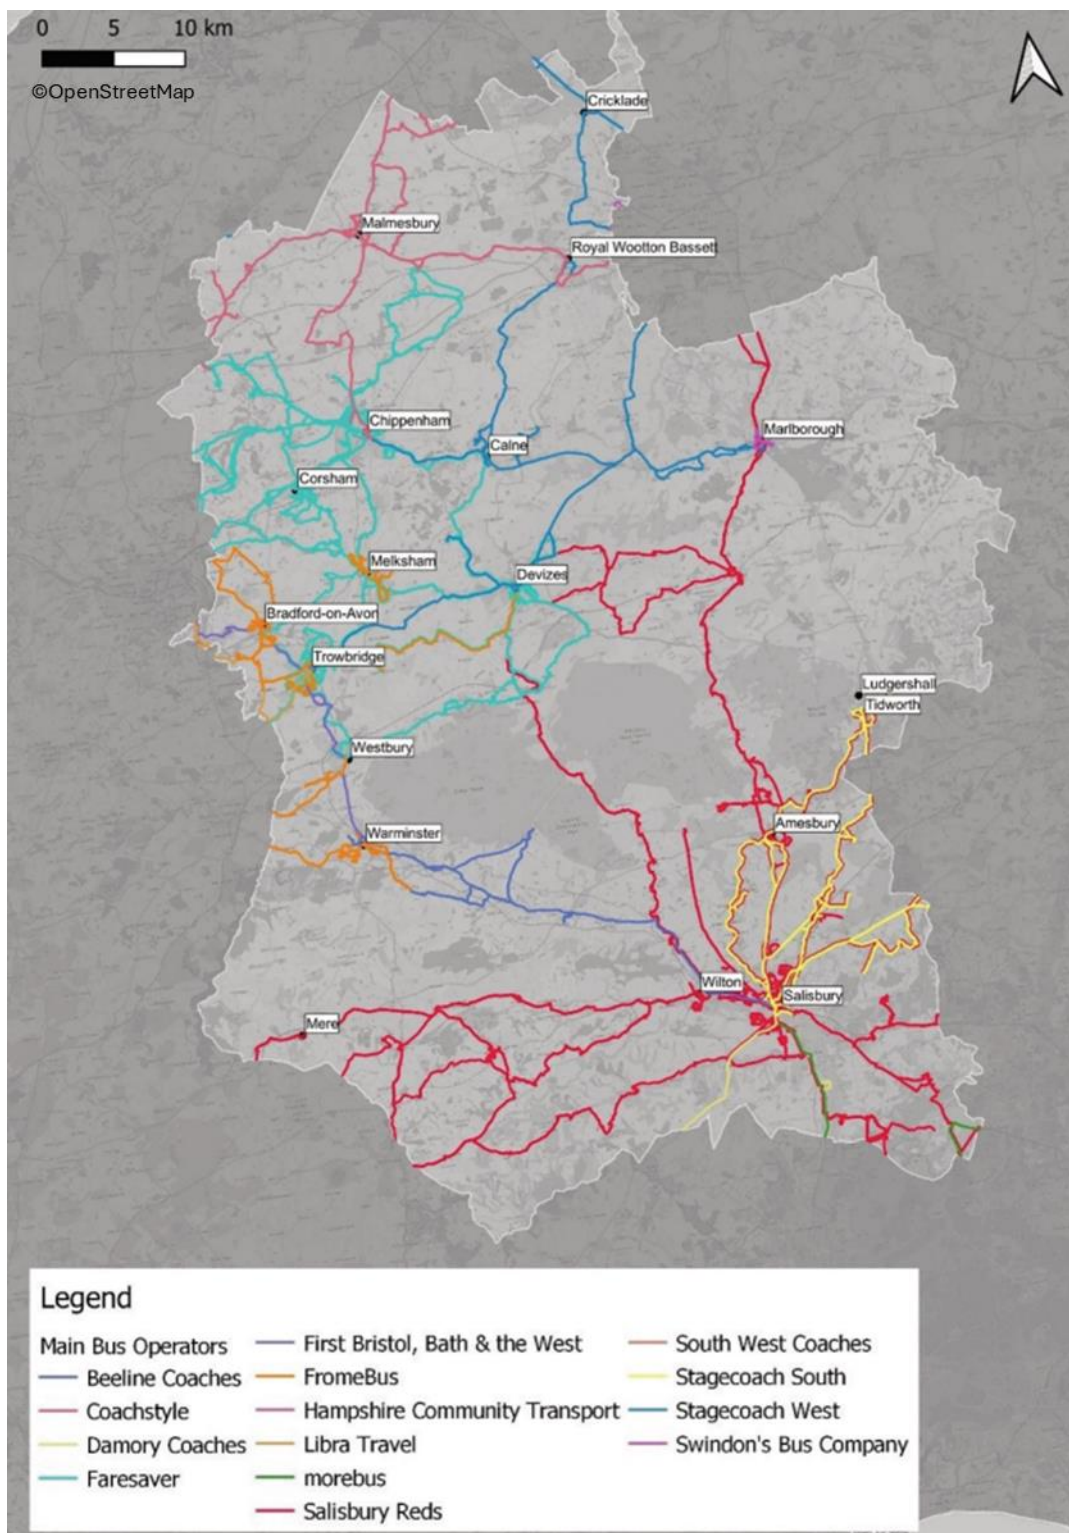 0 5 10 km
©OpenStreetMap
Cricklade
Malmesbury
Royal Wootton Bassett
Chippenham
Marlborough
Calne
Corsham
Melksham
Devizes
Bradford-on-Avon
Trowbridge
Ludgershall
Tidworth
Westbury
Amesbury
Warminster
Wilton
Salisbury
Mere
Legend
Main Bus Operators
Beeline Coaches
Coachstyle
Damory Coaches
Faresaver
First Bristol, Bath & the West
FromeBus
Hampshire Community Transport
Libra Travel
morebus
Salisbury Reds
South West Coaches
Stagecoach South
Stagecoach West
Swindon's Bus Company